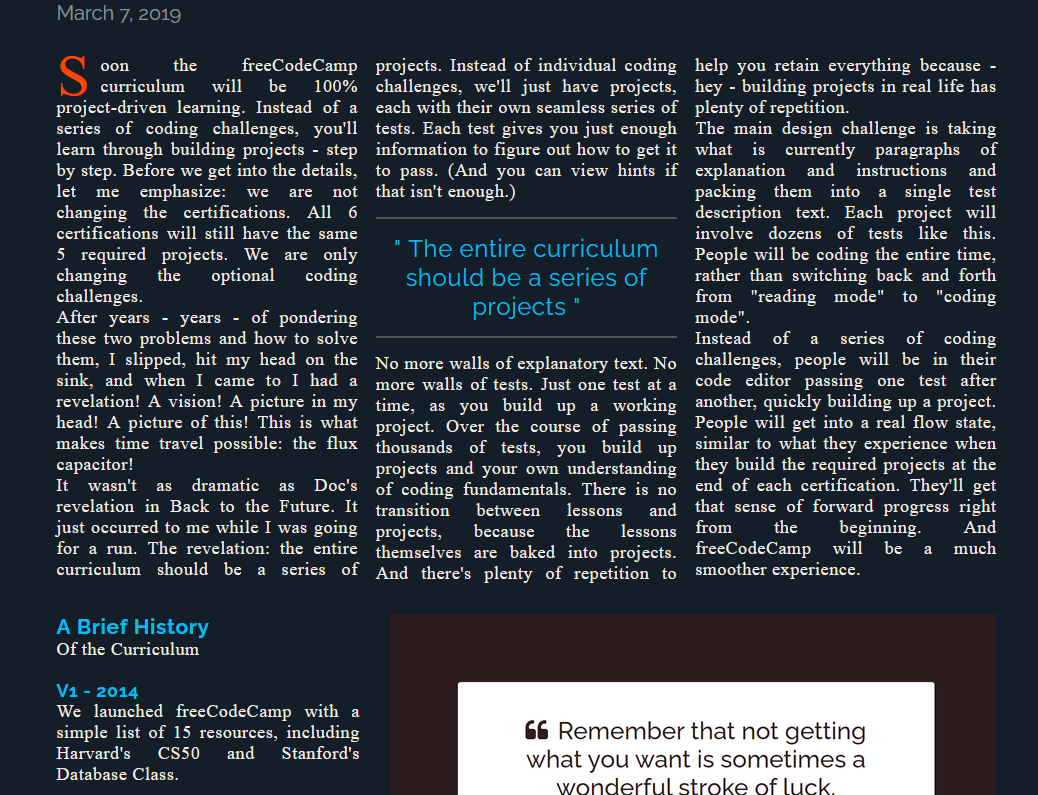 March 7, 2019
Soon the freeCodeCamp
curriculum will be 100%
project-driven learning. Instead of a
series of coding challenges, you'll
learn through building projects - step
by step. Before we get into the details,
let me emphasize: we are not
changing the certifications. All 6
certifications will still have the same
5 required projects. We are only
changing the optional coding
challenges.
After years - years - of pondering
these two problems and how to solve
them, I slipped, hit my head on the
sink, and when I came to I had a
revelation! A vision! A picture in my
head! A picture of this! This is what
makes time travel possible: the flux
capacitor!
It wasn't as dramatic as Doc's
revelation in Back to the Future. It
just occurred to me while I was going
for a run. The revelation: the entire
curriculum should be a series of
projects. Instead of individual coding
challenges, we'll just have projects,
each with their own seamless series of
tests. Each test gives you just enough
information to figure out how to get it
to pass. (And you can view hints if
that isn't enough.)
" The entire curriculum
should be a series of
projects "
No more walls of explanatory text. No
more walls of tests. Just one test at a
time, as you build up a working
project. Over the course of passing
thousands of tests, you build up
projects and your own understanding
of coding fundamentals. There is no
transition between lessons and
projects, because the lessons
themselves are baked into projects.
And there's plenty of repetition to
help you retain everything because -
hey - building projects in real life has
plenty of repetition.
The main design challenge is taking
what is currently paragraphs of
explanation and instructions and
packing them into a single test
description text. Each project will
involve dozens of tests like this.
People will be coding the entire time,
rather than switching back and forth
from "reading mode" to "coding
mode".
Instead of a series of coding
challenges, people will be in their
code editor passing one test after
another, quickly building up a project.
People will get into a real flow state,
similar to what they experience when
they build the required projects at the
end of each certification. They'll get
that sense of forward progress right
from the beginning. And
freeCodeCamp will be a much
smoother experience.
A Brief History
Of the Curriculum
V1 - 2014
We launched freeCodeCamp with a
simple list of 15 resources, including
Harvard's CS50 and Stanford's
Database Class.
❝ Remember that not getting
what you want is sometimes a
wonderful stroke of luck.